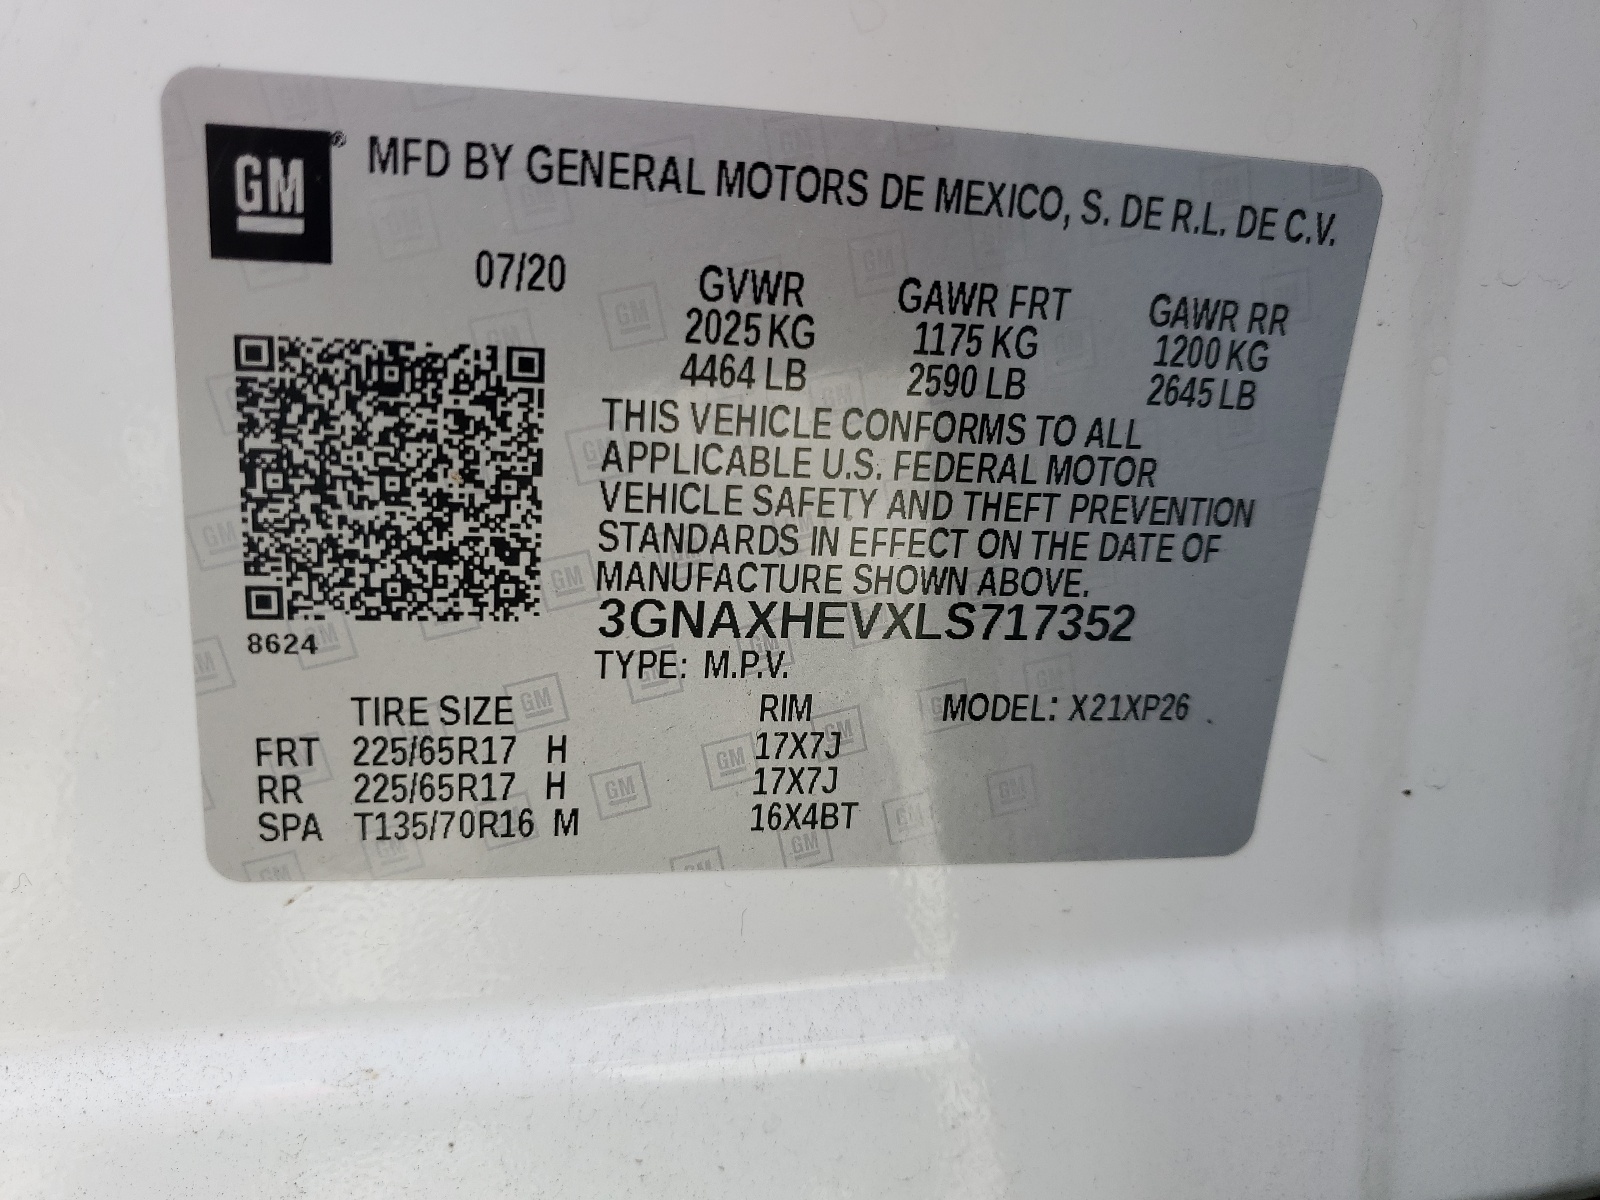 GM® MFD BY GENERAL MOTORS DE MEXICO, S. DE R.L. DE C.V.
07/20 GVWR GAWR FRT GAWR RR
2025 KG 1175 KG 1200 KG
4464 LB 2590 LB 2645 LB
THIS VEHICLE CONFORMS TO ALL
APPLICABLE U.S. FEDERAL MOTOR
VEHICLE SAFETY AND THEFT PREVENTION
STANDARDS IN EFFECT ON THE DATE OF
MANUFACTURE SHOWN ABOVE.
3GNAXHEVXLS717352
8624
TYPE: M.P.V.
TIRE SIZE RIM MODEL: X21XP26
FRT 225/65R17 H 17X7J
RR 225/65R17 H 17X7J
SPA T135/70R16 M 16X4BT